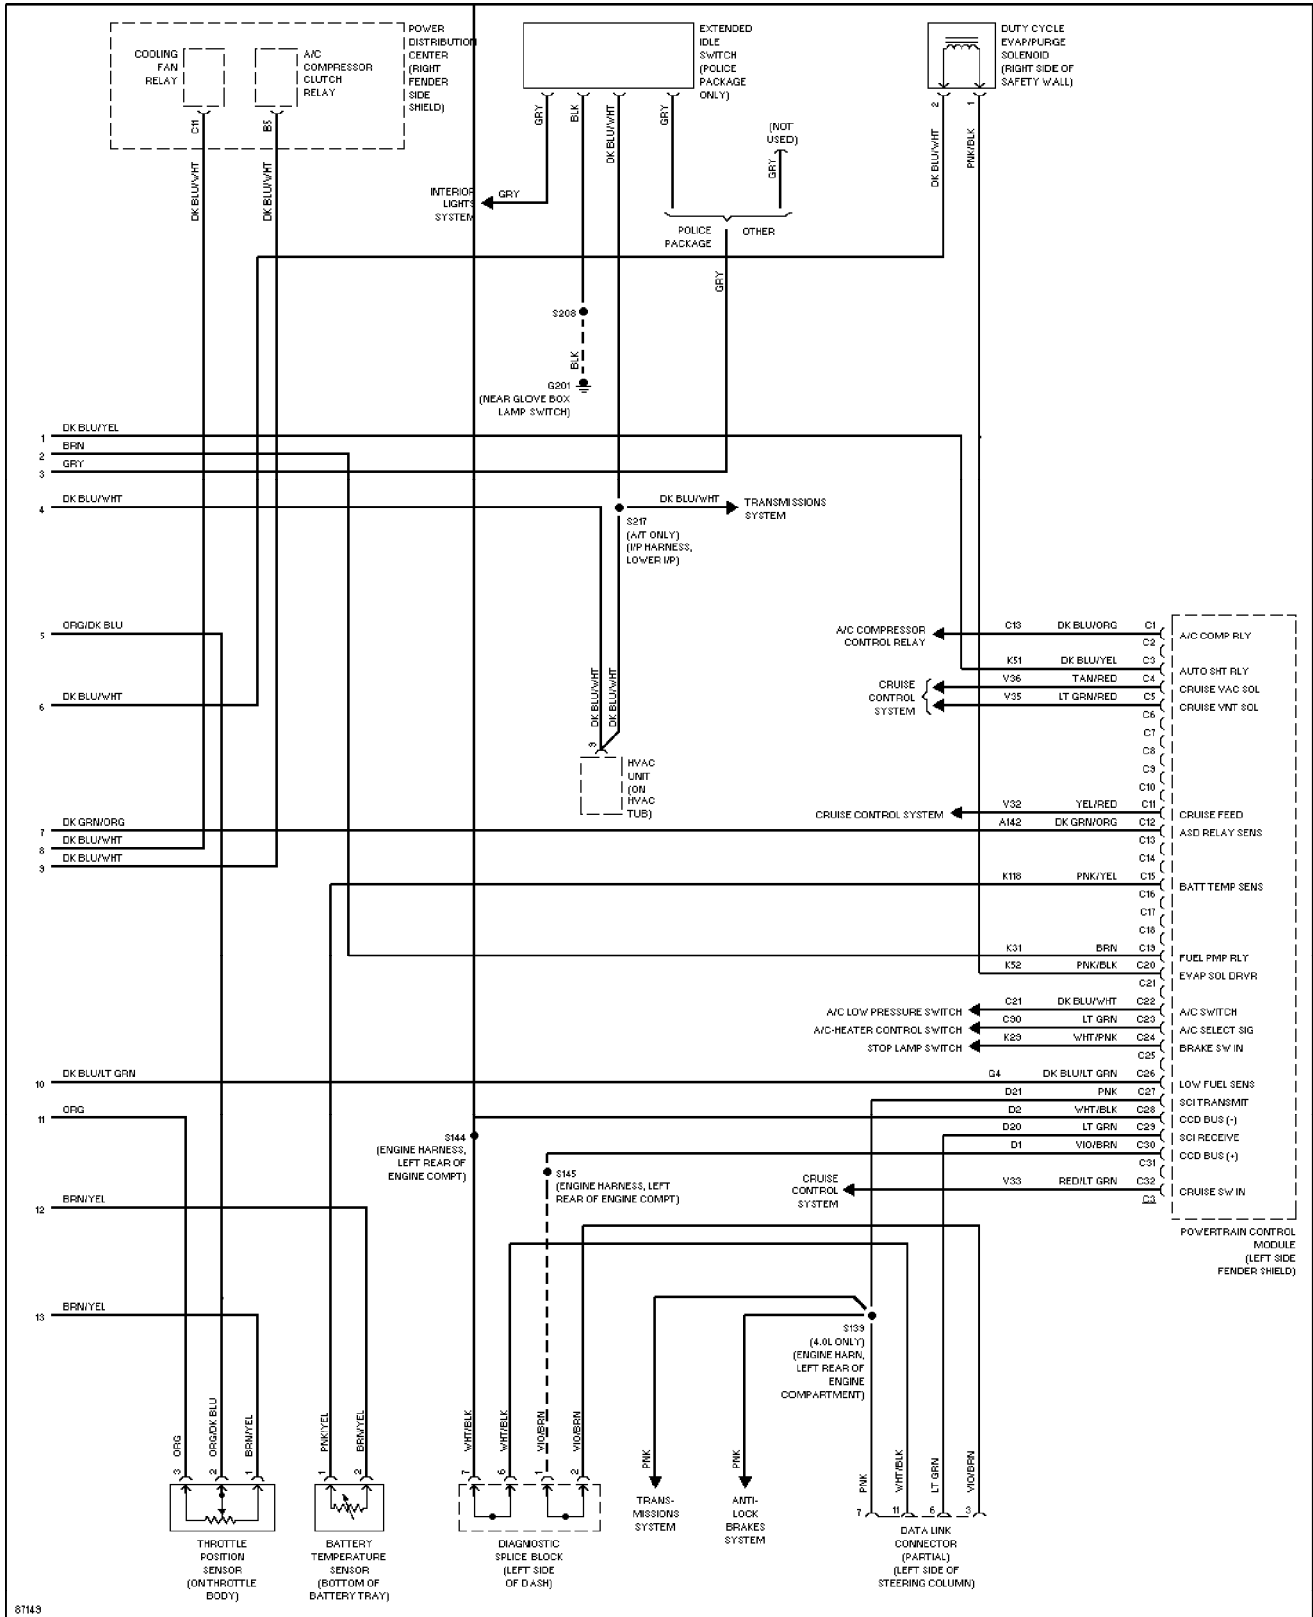 COOLING
FAN
RELAY
A/C
COMPRESSOR
CLUTCH
RELAY
POWER
DISTRIBUTION
CENTER
(RIGHT
FENDER
SIDE
SHIELD)
EXTENDED
IDLE
SWITCH
(POLICE
PACKAGE
ONLY)
DUTY CYCLE
EVAP/PURGE
SOLENOID
(RIGHT SIDE OF
SAFETY WALL)
C11
B5
DK BLU/WHT
DK BLU/WHT
GRY
BLK
DK BLU/WHT
GRY
(NOT
USED)
GRY
2
1
DK BLU/WHT
PNK/BLK
INTERIOR
LIGHTS
SYSTEM
GRY
POLICE
PACKAGE
OTHER
GRY
S208
BLK
G201
(NEAR GLOVE BOX
LAMP SWITCH)
1 DK BLU/YEL
2 BRN
3 GRY
4 DK BLU/WHT
DK BLU/WHT
TRANSMISSIONS
SYSTEM
S217
(A/T ONLY)
(I/P HARNESS,
LOWER I/P)
5 ORG/DK BLU
6 DK BLU/WHT
DK BLU/WHT
DK BLU/WHT
9
HVAC
UNIT
(ON
HVAC
TUB)
7 DK GRN/ORG
8 DK BLU/WHT
9 DK BLU/WHT
A/C COMPRESSOR
CONTROL RELAY
C13 DK BLU/ORG C1 A/C COMP RLY
C2
K51 DK BLU/YEL C3 AUTO SHT RLY
CRUISE
CONTROL
SYSTEM
V36 TAN/RED C4 CRUISE VAC SOL
V35 LT GRN/RED C5 CRUISE VNT SOL
C6
C7
C8
C9
C10
CRUISE CONTROL SYSTEM V32 YEL/RED C11 CRUISE FEED
A142 DK GRN/ORG C12 ASD RELAY SENS
C13
C14
K118 PNK/YEL C15 BATT TEMP SENS
C16
C17
C18
K31 BRN C19 FUEL PMP RLY
K52 PNK/BLK C20 EVAP SOL DRVR
C21
A/C LOW PRESSURE SWITCH C21 DK BLU/WHT C22 A/C SWITCH
A/C-HEATER CONTROL SWITCH C90 LT GRN C23 A/C SELECT SIG
STOP LAMP SWITCH K29 WHT/PNK C24 BRAKE SW IN
C25
10 DK BLU/LT GRN
G4 DK BLU/LT GRN C26 LOW FUEL SENS
D21 PNK C27 SCI TRANSMIT
11 ORG
D2 WHT/BLK C28 CCD BUS (-)
D20 LT GRN C29 SCI RECEIVE
D1 VIO/BRN C30 CCD BUS (+)
C31
V33 RED/LT GRN C32 CRUISE SW IN
C3
CRUISE
CONTROL
SYSTEM
POWERTRAIN CONTROL
MODULE
(LEFT SIDE
FENDER SHIELD)
S144
(ENGINE HARNESS,
LEFT REAR OF
ENGINE COMPT)
S145
(ENGINE HARNESS, LEFT
REAR OF ENGINE COMPT)
12 BRN/YEL
13 BRN/YEL
S139
(4.0L ONLY)
(ENGINE HARN,
LEFT REAR OF
ENGINE
COMPARTMENT)
ORG
ORG/DK BLU
BRN/YEL
PNK/YEL
BRN/YEL
WHT/BLK
WHT/BLK
VIO/BRN
VIO/BRN
PNK
PNK
PNK
WHT/BLK
LT GRN
VIO/BRN
3
2
1
1
2
7
6
1
2
7
11
6
3
THROTTLE
POSITION
SENSOR
(ON THROTTLE
BODY)
BATTERY
TEMPERATURE
SENSOR
(BOTTOM OF
BATTERY TRAY)
DIAGNOSTIC
SPLICE BLOCK
(LEFT SIDE
OF DASH)
TRANS-
MISSIONS
SYSTEM
ANTI-
LOCK
BRAKES
SYSTEM
DATA LINK
CONNECTOR
(PARTIAL)
(LEFT SIDE OF
STEERING COLUMN)
87149